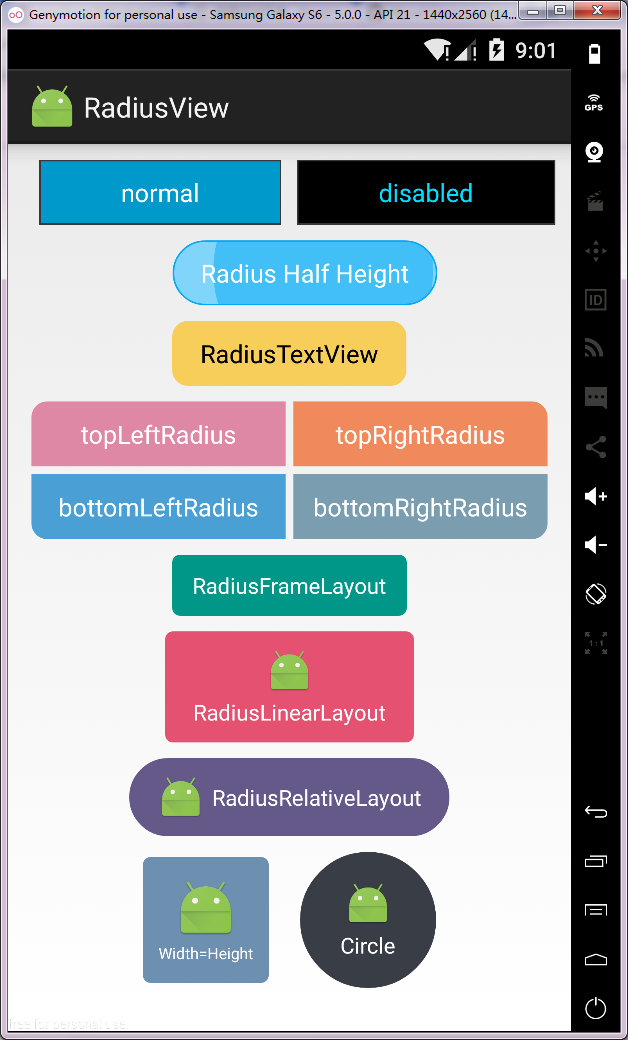 Genymotion for personal use - Samsung Galaxy S6 - 5.0.0 - API 21 - 1440x2560 (14...
9:01
GPS
RadiusView
normal
disabled
Radius Half Height
ID
RadiusTextView
topLeftRadius
topRightRadius
bottomLeftRadius
bottomRightRadius
RadiusFrameLayout
1:1
RadiusLinearLayout
RadiusRelativeLayout
Width=Height
Circle
free for personal use